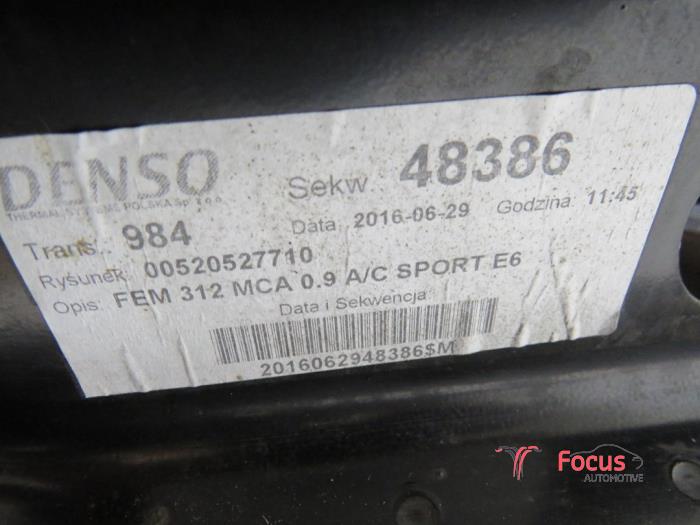 DENSO
THERMAL SYSTEMS POLSKA Sp. z o.o.
Sekw. 48386
Data: 2016-06-29 Godzina: 11:45
Trans.: 984
Rysunek: 00520527710
Opis: FEM 312 MCA 0.9 A/C SPORT E6
Data i Sekwencja
2016062948386$M
Focus
AUTOMOTIVE